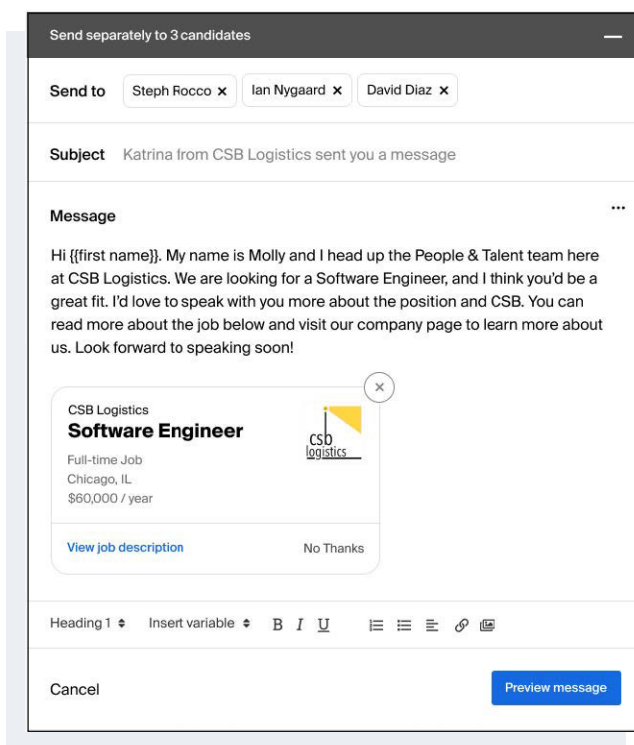 Send separately to 3 candidates
Send to Steph Rocco × Ian Nygaard × David Diaz ×
Subject Katrina from CSB Logistics sent you a message
Message
Hi {{first name}}. My name is Molly and I head up the People & Talent team here
at CSB Logistics. We are looking for a Software Engineer, and I think you'd be a
great fit. I'd love to speak with you more about the position and CSB. You can
read more about the job below and visit our company page to learn more about
us. Look forward to speaking soon!
CSB Logistics
Software Engineer
csb
logistics
Full-time Job
Chicago, IL
$60,000 / year
View job description No Thanks
Heading 1 Insert variable B I U
Cancel Preview message